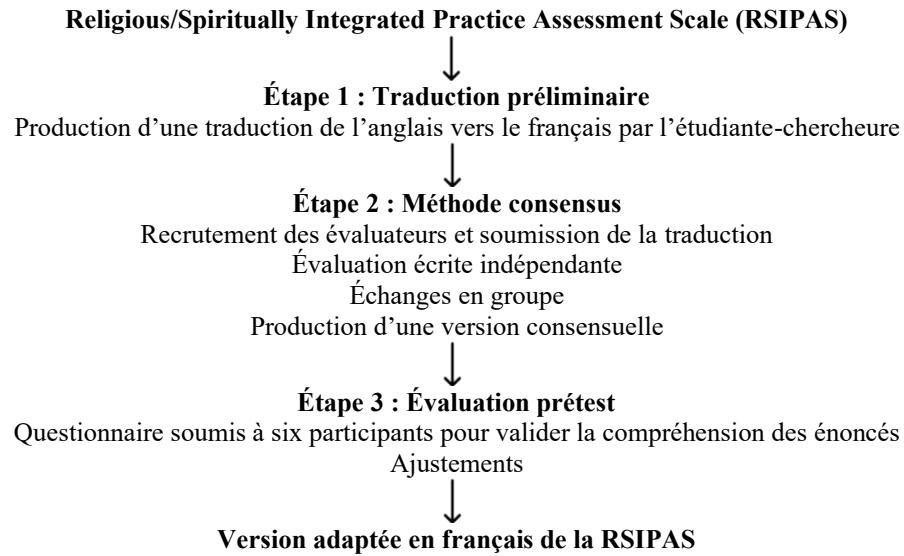 Religious/Spiritually Integrated Practice Assessment Scale (RSIPAS)
Étape 1 : Traduction préliminaire
Production d’une traduction de l’anglais vers le français par l’étudiante-chercheure
Étape 2 : Méthode consensus
Recrutement des évaluateurs et soumission de la traduction
Évaluation écrite indépendante
Échanges en groupe
Production d’une version consensuelle
Étape 3 : Évaluation prétest
Questionnaire soumis à six participants pour valider la compréhension des énoncés
Ajustements
Version adaptée en français de la RSIPAS